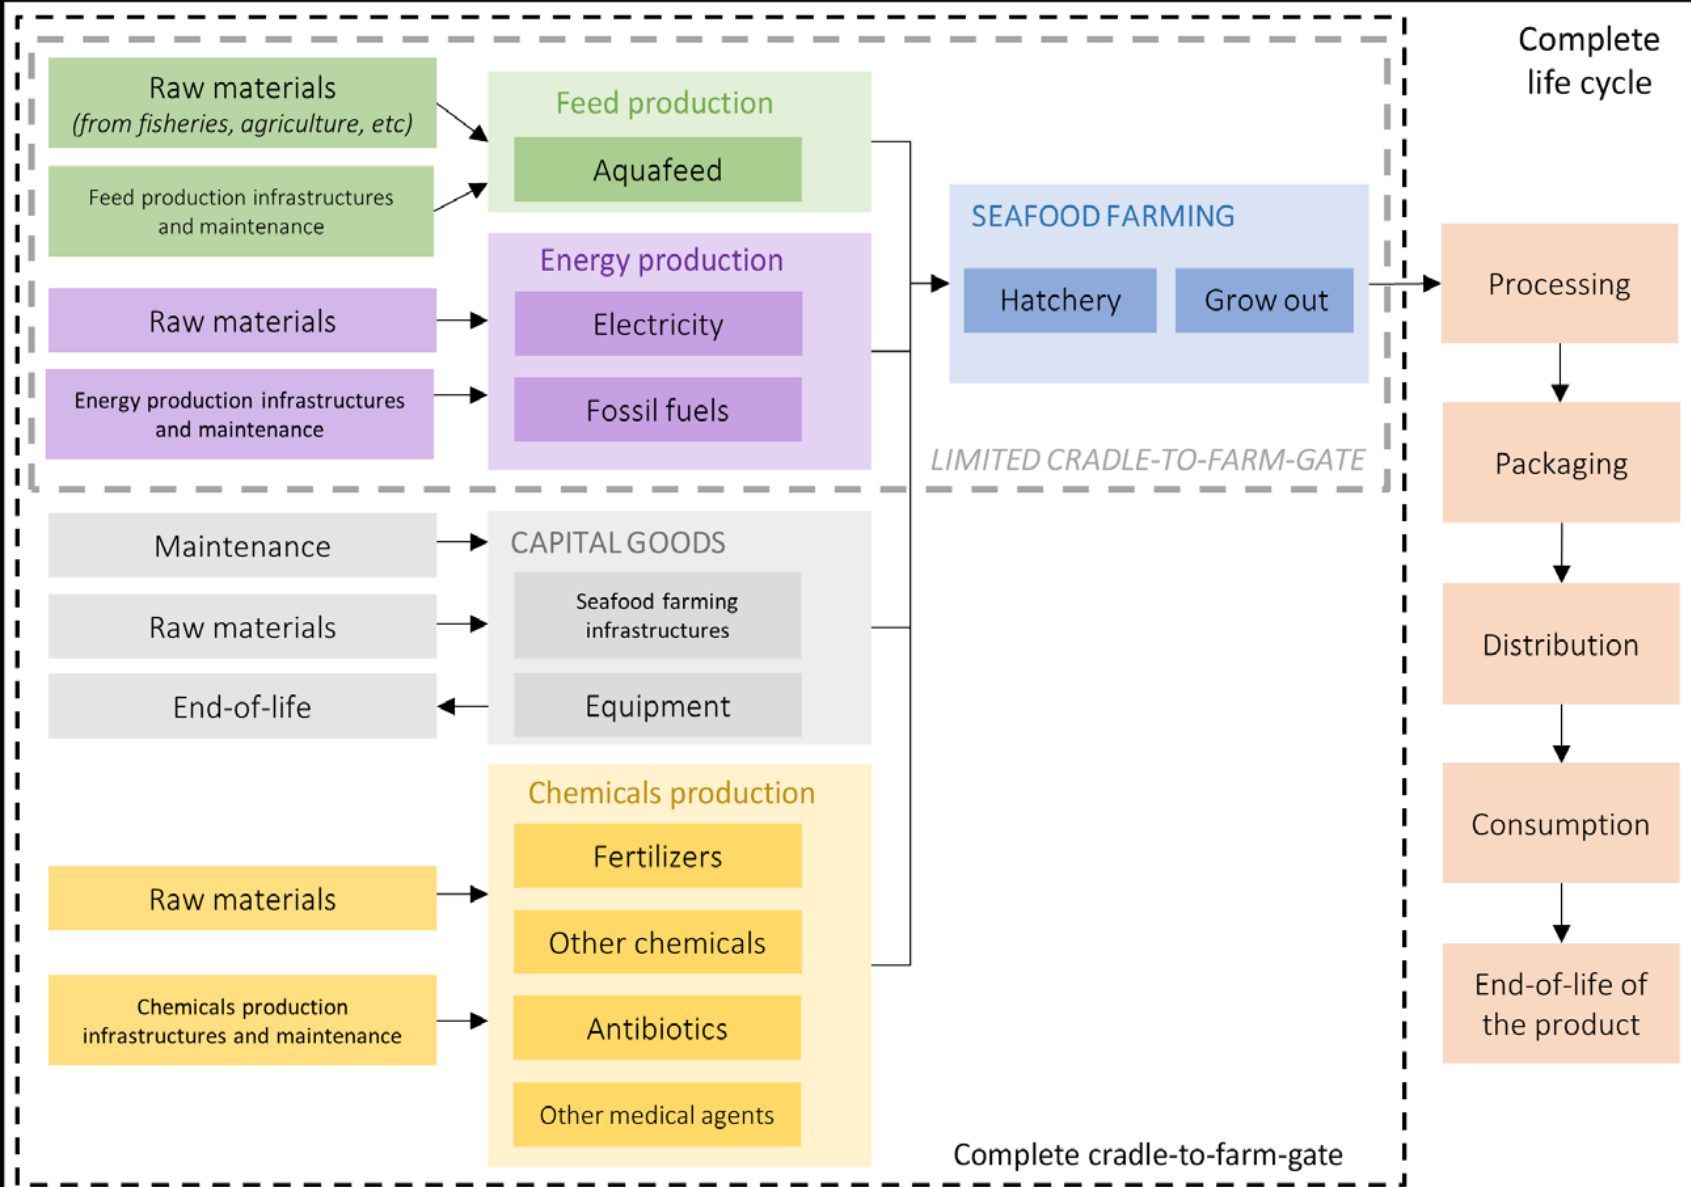 Complete
life cycle
Raw materials
(from fisheries, agriculture, etc)
Feed production infrastructures
and maintenance
Feed production
Aquafeed
Raw materials
Energy production infrastructures
and maintenance
Energy production
Electricity
Fossil fuels
SEAFOOD FARMING
Hatchery
Grow out
LIMITED CRADLE-TO-FARM-GATE
Maintenance
Raw materials
End-of-life
CAPITAL GOODS
Seafood farming
infrastructures
Equipment
Raw materials
Chemicals production
infrastructures and maintenance
Chemicals production
Fertilizers
Other chemicals
Antibiotics
Other medical agents
Complete cradle-to-farm-gate
Processing
Packaging
Distribution
Consumption
End-of-life of
the product